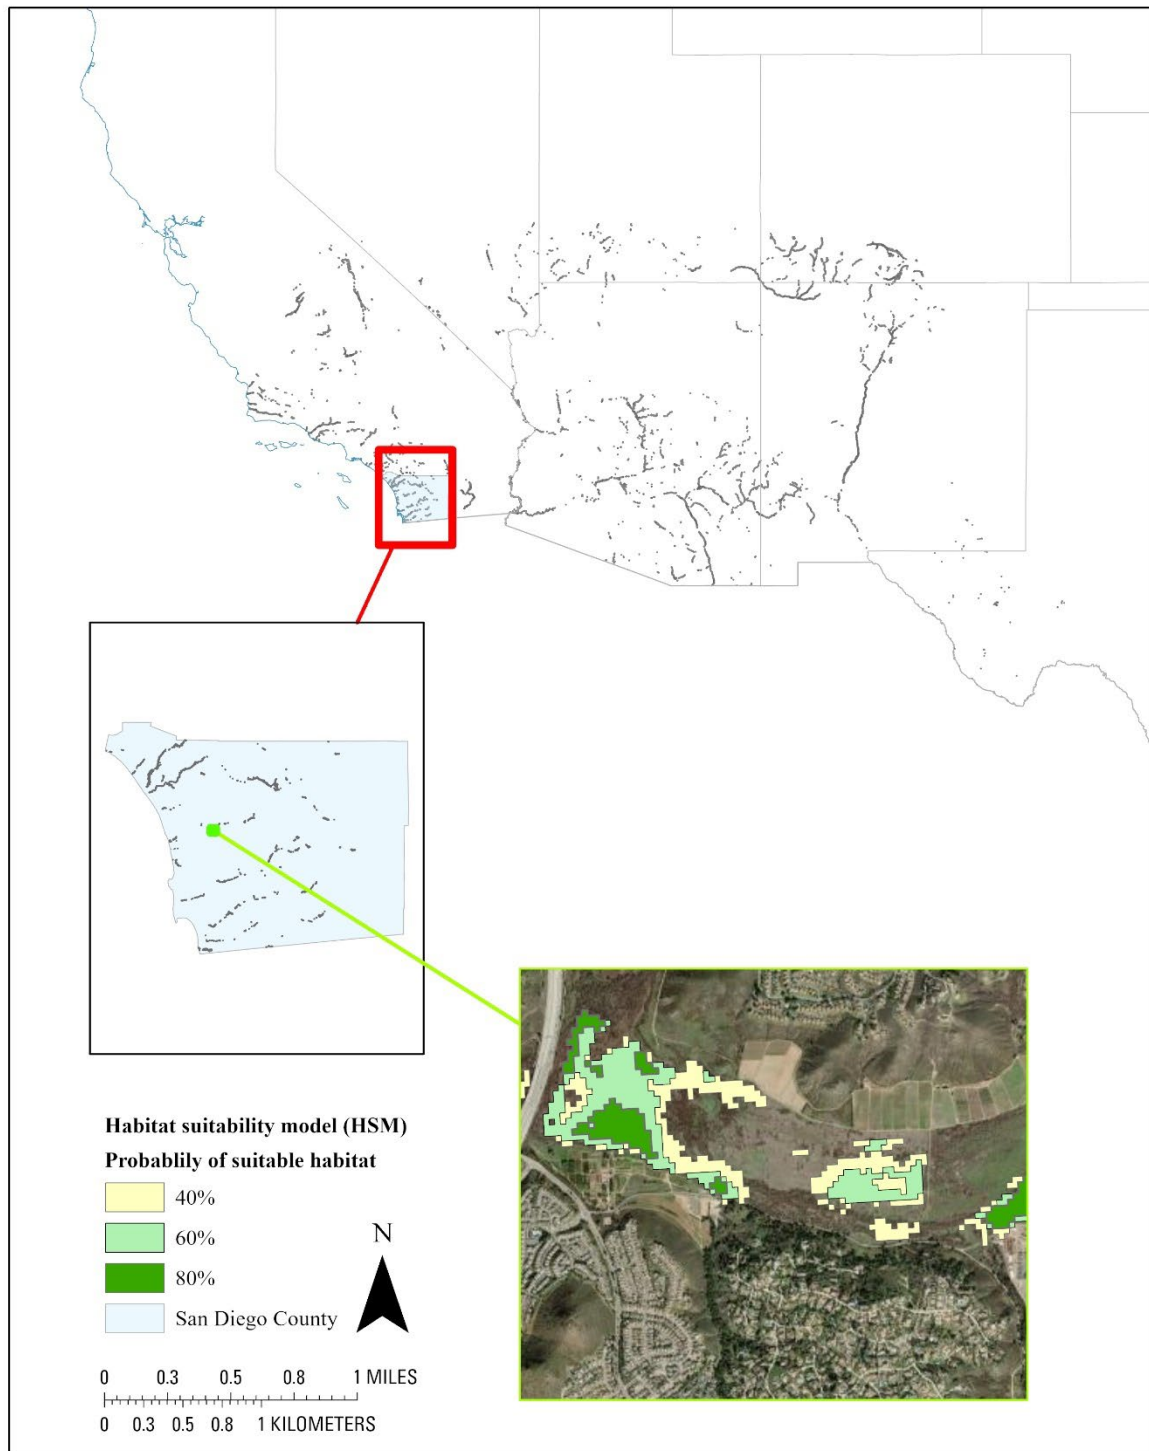 Habitat suitability model (HSM)
Probablily of suitable habitat
40%
60%
80%
San Diego County
N
0 0.3 0.5 0.8 1 MILES
0 0.3 0.5 0.8 1 KILOMETERS